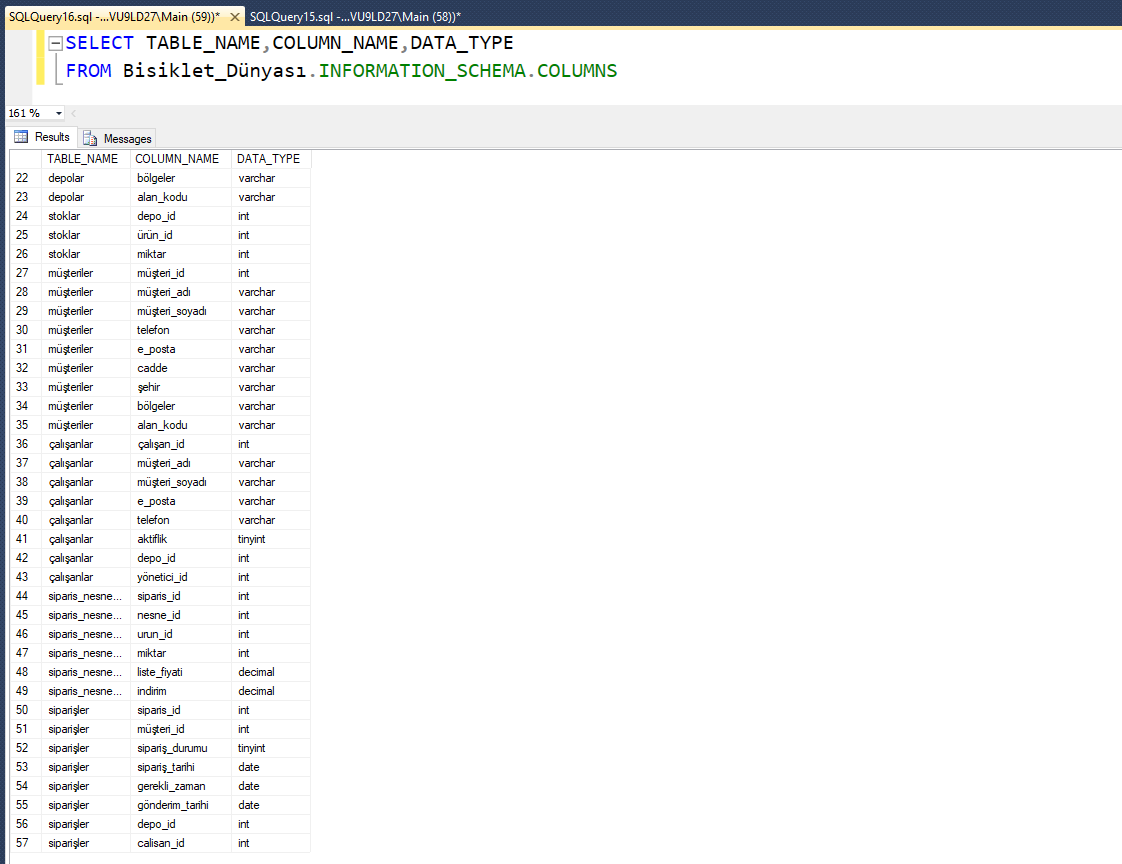 SQLQuery16.sql -...VU9LD27\Main (59))* SQLQuery15.sql -...VU9LD27\Main (58))*
SELECT TABLE_NAME,COLUMN_NAME,DATA_TYPE
FROM Bisiklet_Dünyası.INFORMATION_SCHEMA.COLUMNS
161 %
Results Messages
TABLE_NAME COLUMN_NAME DATA_TYPE
22 depolar bölgeler varchar
23 depolar alan_kodu varchar
24 stoklar depo_id int
25 stoklar ürün_id int
26 stoklar miktar int
27 müşteriler müşteri_id int
28 müşteriler müşteri_adı varchar
29 müşteriler müşteri_soyadı varchar
30 müşteriler telefon varchar
31 müşteriler e_posta varchar
32 müşteriler cadde varchar
33 müşteriler şehir varchar
34 müşteriler bölgeler varchar
35 müşteriler alan_kodu varchar
36 çalışanlar çalışan_id int
37 çalışanlar müşteri_adı varchar
38 çalışanlar müşteri_soyadı varchar
39 çalışanlar e_posta varchar
40 çalışanlar telefon varchar
41 çalışanlar aktiflik tinyint
42 çalışanlar depo_id int
43 çalışanlar yönetici_id int
44 siparis_nesne... siparis_id int
45 siparis_nesne... nesne_id int
46 siparis_nesne... urun_id int
47 siparis_nesne... miktar int
48 siparis_nesne... liste_fiyati decimal
49 siparis_nesne... indirim decimal
50 siparişler siparis_id int
51 siparişler müşteri_id int
52 siparişler sipariş_durumu tinyint
53 siparişler sipariş_tarihi date
54 siparişler gerekli_zaman date
55 siparişler gönderim_tarihi date
56 siparişler depo_id int
57 siparişler calisan_id int